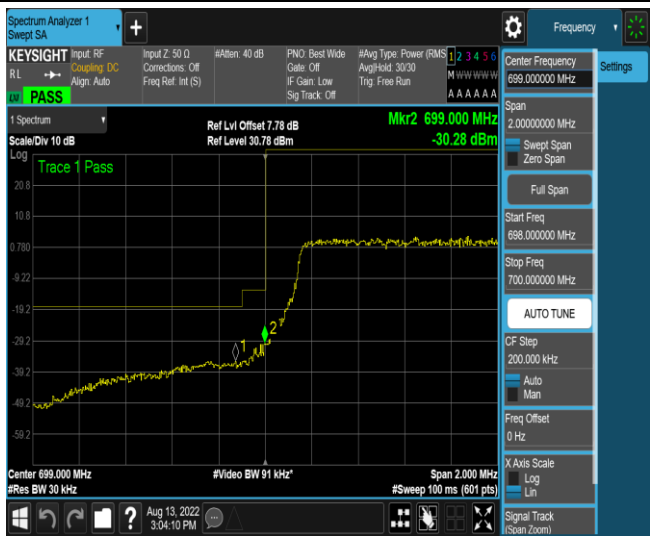 Spectrum Analyzer 1
Swept SA
+
Frequency
KEYSIGHT
Input: RF
Input Z: 50 Ω
#Atten: 40 dB
PNO: Best Wide
#Avg Type: Power (RMS
1 2 3 4 5 6
R L
Coupling: DC
Corrections: Off
Gate: Off
Avg|Hold: 30/30
M W W W W W
Align: Auto
Freq Ref: Int (S)
IF Gain: Low
Trig: Free Run
Sig Track: Off
A A A A A A
PASS
1 Spectrum
Ref Lvl Offset 7.78 dB
Mkr2 699.000 MHz
Scale/Div 10 dB
Ref Level 30.78 dBm
-30.28 dBm
Log
Trace 1 Pass
20.8
10.8
0.780
-9.22
-19.2
-29.2
-39.2
-49.2
-59.2
1
2
Center 699.000 MHz
#Video BW 91 kHz*
Span 2.000 MHz
#Res BW 30 kHz
#Sweep 100 ms (601 pts)
Aug 13, 2022
3:04:10 PM
?
Center Frequency
699.000000 MHz
Settings
Span
2.00000000 MHz
Swept Span
Zero Span
Full Span
Start Freq
698.000000 MHz
Stop Freq
700.000000 MHz
AUTO TUNE
CF Step
200.000 kHz
Auto
Man
Freq Offset
0 Hz
X Axis Scale
Log
Lin
Signal Track
(Span Zoom)